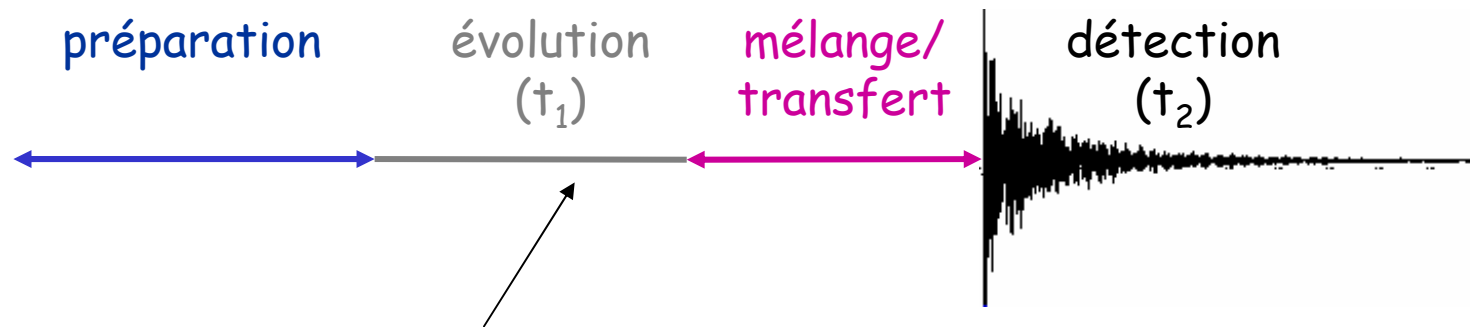 préparation
évolution
(t₁)
mélange/
transfert
détection
(t₂)